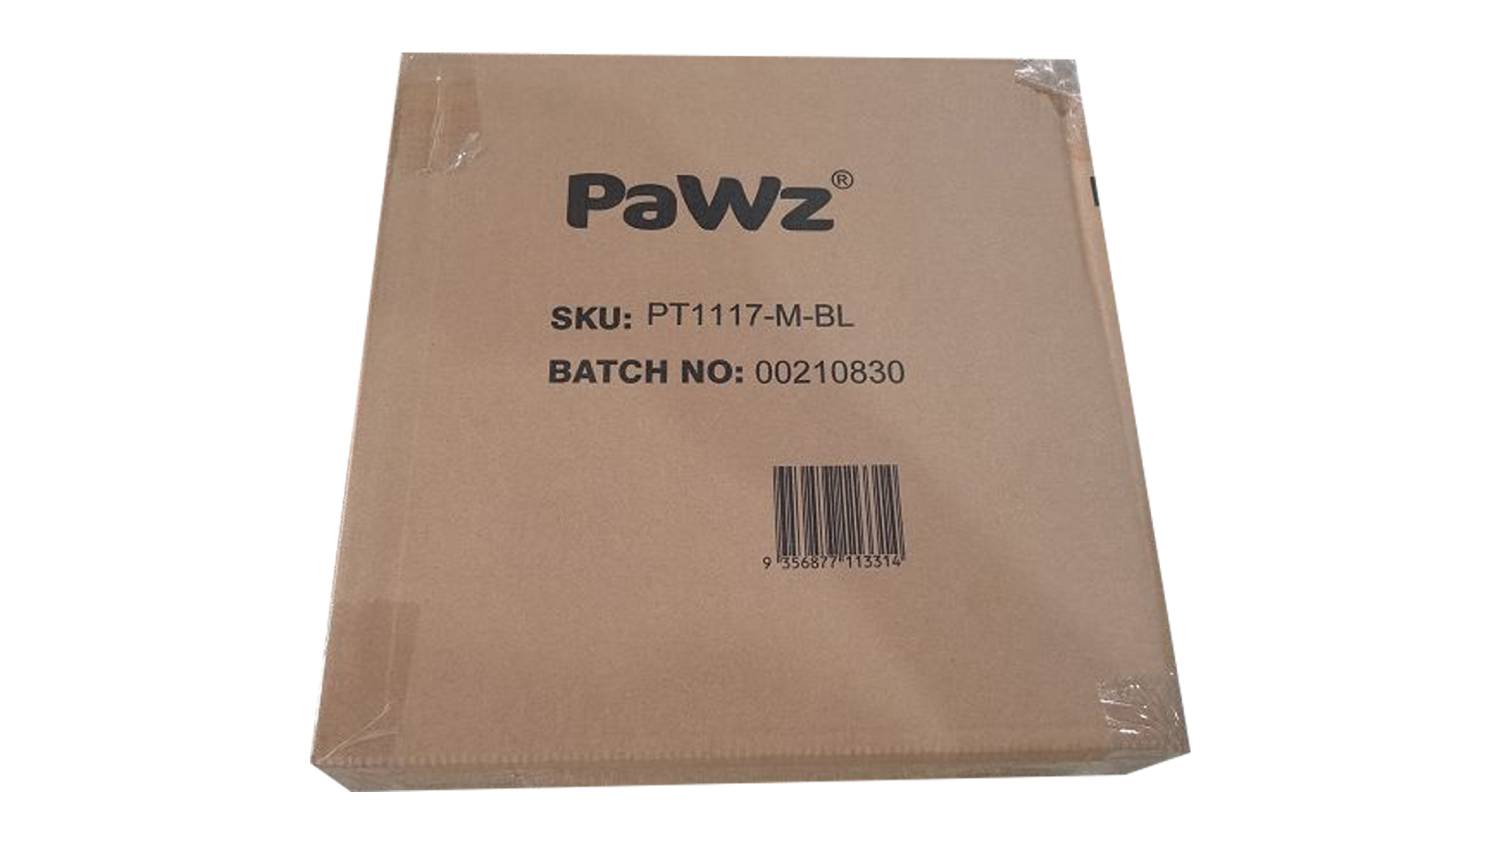 PaWz®
SKU: PT1117-M-BL
BATCH NO: 00210830
9 356877 113314